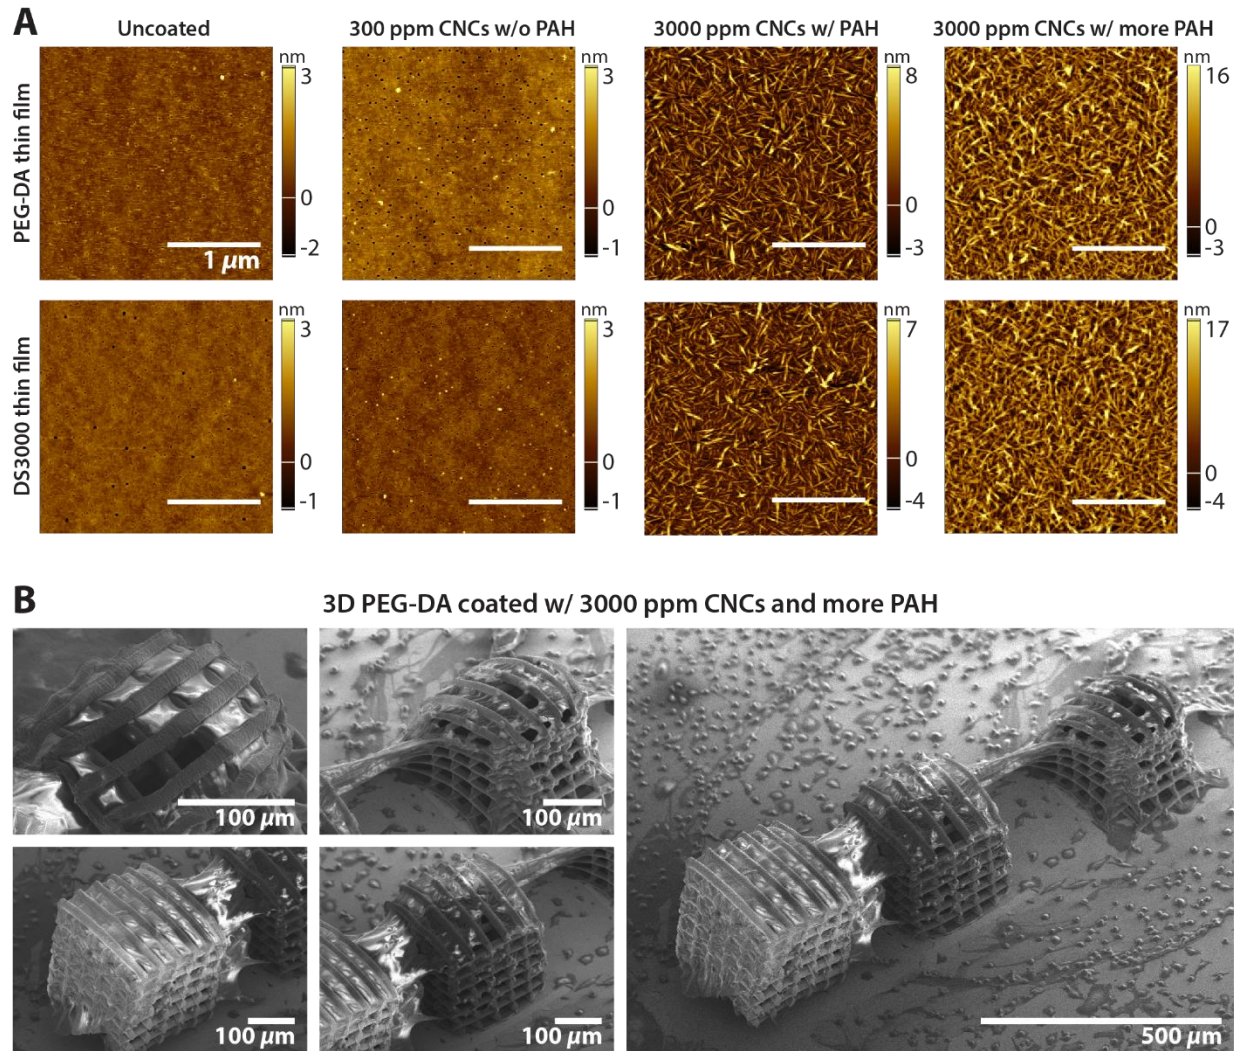 A
Uncoated
300 ppm CNCs w/o PAH
3000 ppm CNCs w/ PAH
3000 ppm CNCs w/ more PAH
PEG-DA thin film
1 µm
nm
3
0
-2
nm
3
0
-1
nm
8
0
-3
nm
16
0
-3
DS3000 thin film
nm
3
0
-1
nm
3
0
-1
nm
7
0
-4
nm
17
0
-4
B
3D PEG-DA coated w/ 3000 ppm CNCs and more PAH
100 µm
100 µm
100 µm
100 µm
500 µm